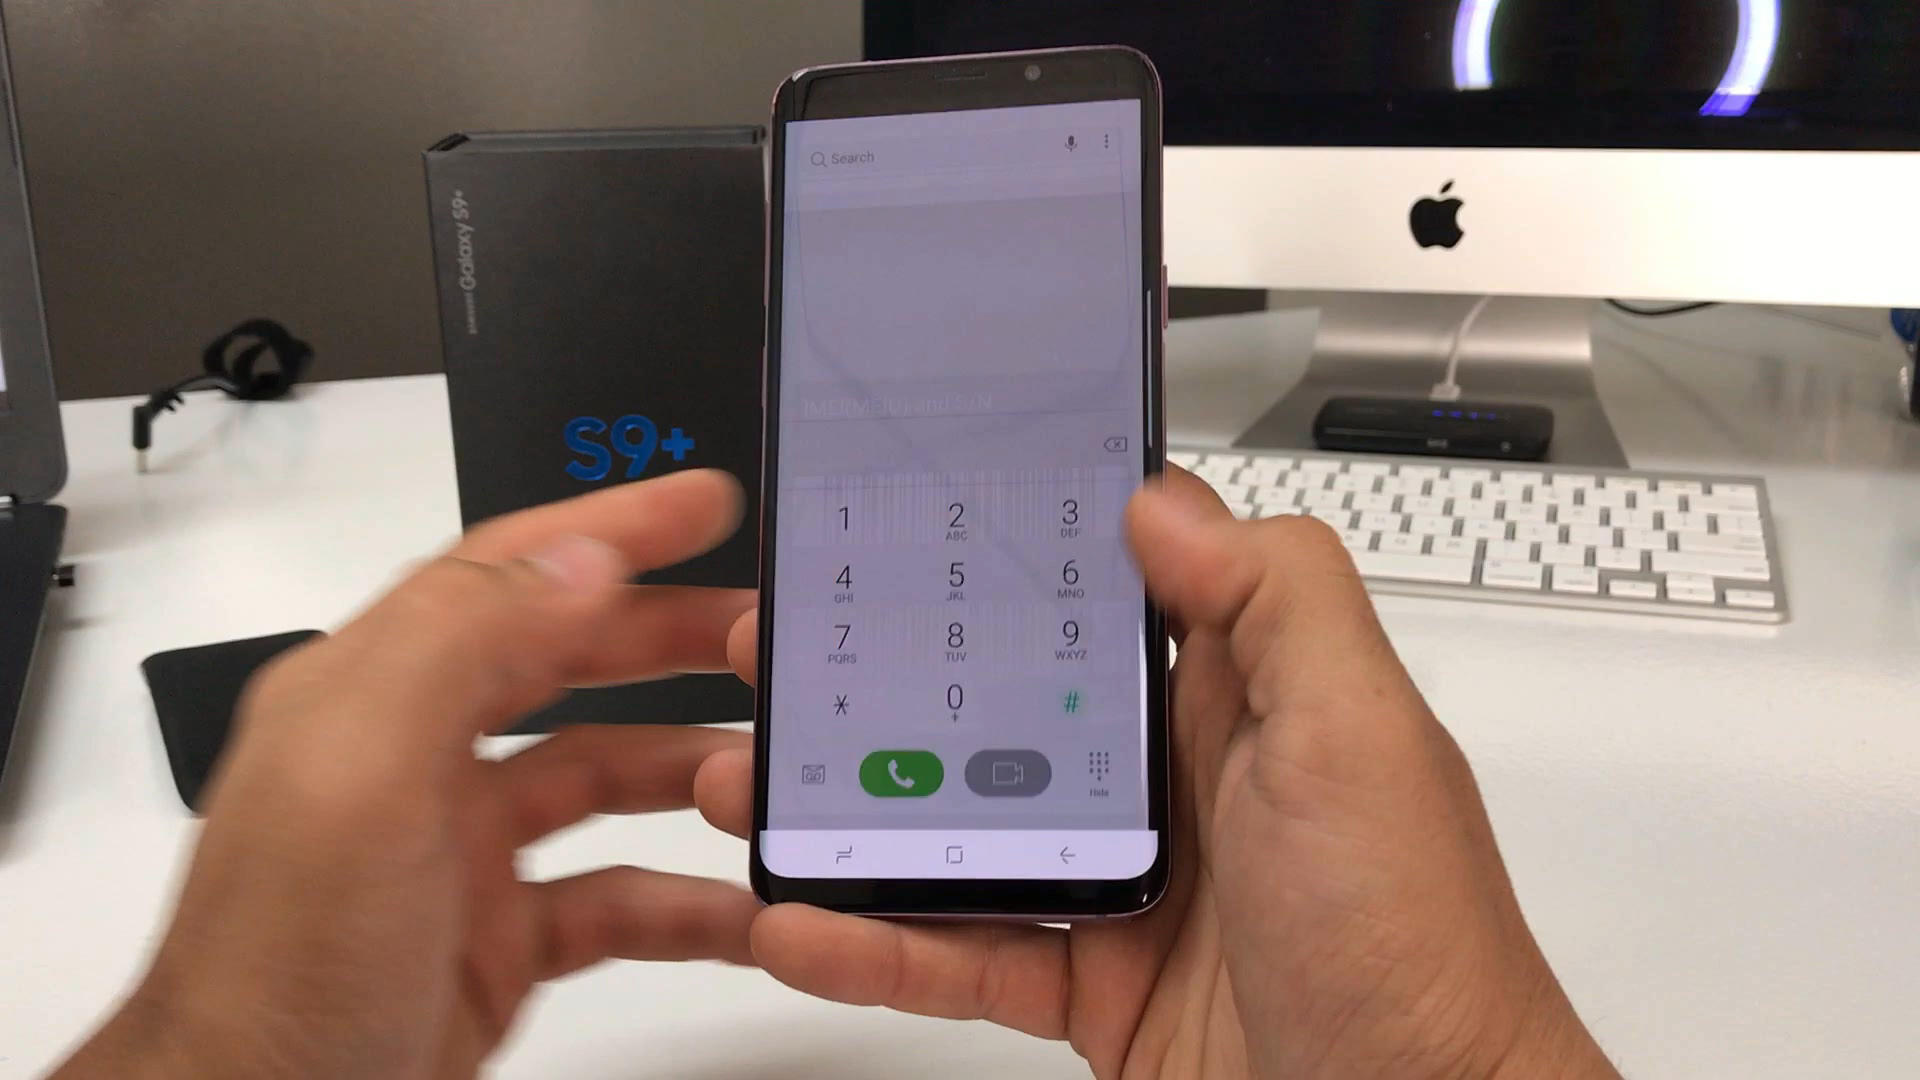 SAMSUNG Galaxy S9+
S9+
Search
IMEI(MEID) and S/N
1
2
ABC
3
DEF
4
GHI
5
JKL
6
MNO
7
PQRS
8
TUV
9
WXYZ
*
0
+
#
Hide